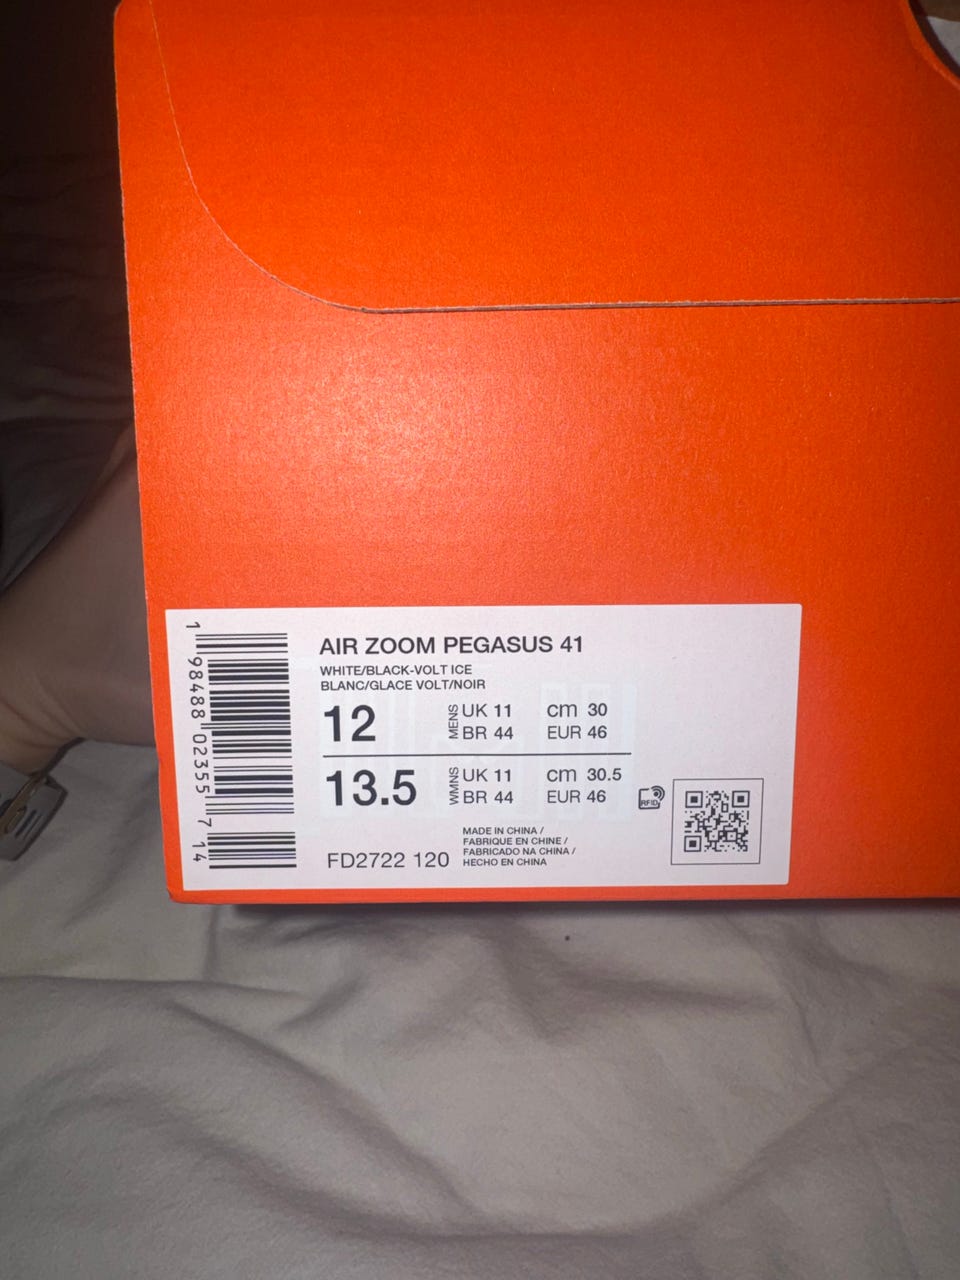 1 98488 02355 7 14
AIR ZOOM PEGASUS 41
WHITE/BLACK-VOLT ICE
BLANC/GLACE VOLT/NOIR
12 MENS UK 11 cm 30
BR 44 EUR 46
13.5 WMNS UK 11 cm 30.5
BR 44 EUR 46
RFID
FD2722 120
MADE IN CHINA /
FABRIQUE EN CHINE /
FABRICADO NA CHINA /
HECHO EN CHINA